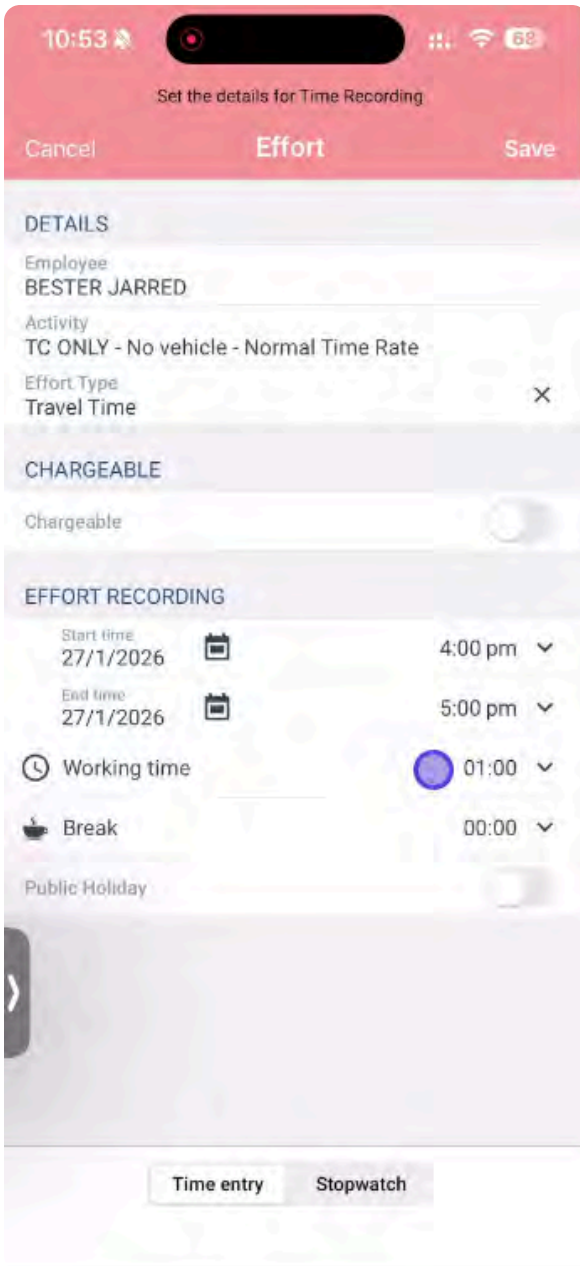 10:53
68
Set the details for Time Recording
Cancel Effort Save
DETAILS
Employee
BESTER JARRED
Activity
TC ONLY - No vehicle - Normal Time Rate
Effort Type
Travel Time
CHARGEABLE
Chargeable
EFFORT RECORDING
Start time
27/1/2026 4:00 pm
End time
27/1/2026 5:00 pm
Working time 01:00
Break 00:00
Public Holiday
Time entry Stopwatch